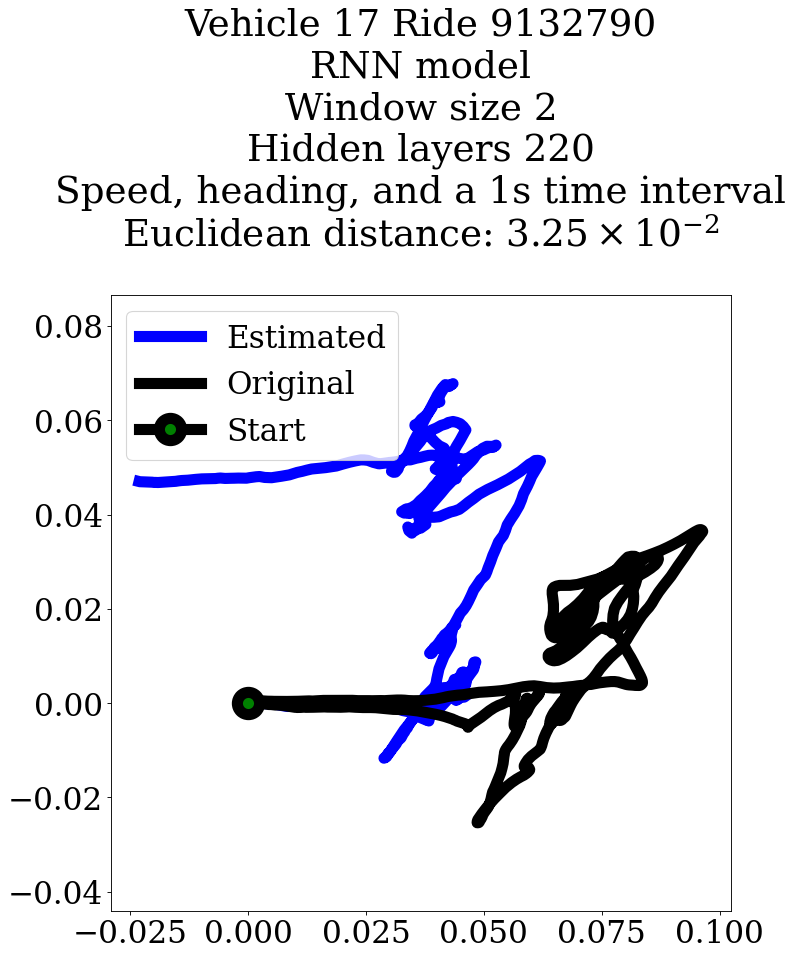 Vehicle 17 Ride 9132790
RNN model
Window size 2
Hidden layers 220
Speed, heading, and a 1s time interval
Euclidean distance: 3.25 × 10⁻²
Estimated
Original
Start
0.08
0.06
0.04
0.02
0.00
−0.02
−0.04
−0.025 0.000 0.025 0.050 0.075 0.100